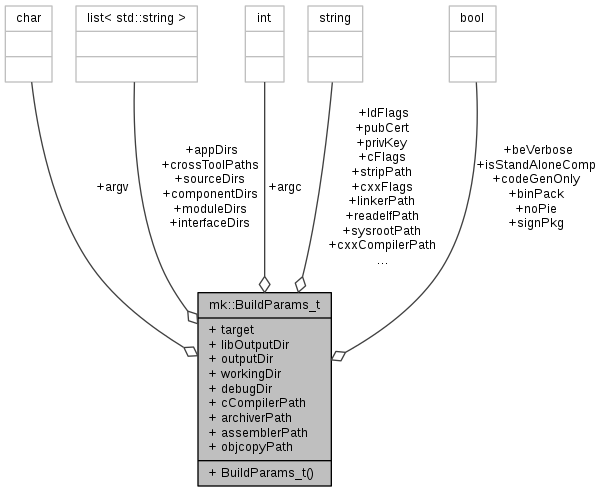 char
list< std::string >
int
string
bool
+argv
+appDirs
+crossToolPaths
+sourceDirs
+componentDirs
+moduleDirs
+interfaceDirs
+argc
+ldFlags
+pubCert
+privKey
+cFlags
+stripPath
+cxxFlags
+linkerPath
+readelfPath
+sysrootPath
+cxxCompilerPath
...
+beVerbose
+isStandAloneComp
+codeGenOnly
+binPack
+noPie
+signPkg
mk::BuildParams_t
+ target
+ libOutputDir
+ outputDir
+ workingDir
+ debugDir
+ cCompilerPath
+ archiverPath
+ assemblerPath
+ objcopyPath
+ BuildParams_t()